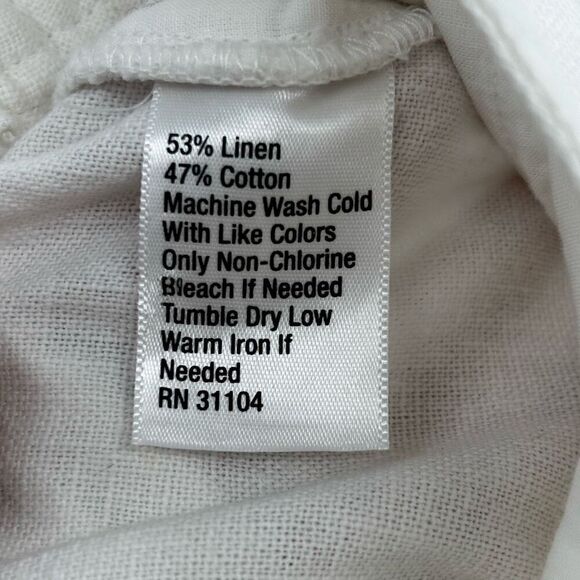 53% Linen
47% Cotton
Machine Wash Cold
With Like Colors
Only Non-Chlorine
Bleach If Needed
Tumble Dry Low
Warm Iron If
Needed
RN 31104